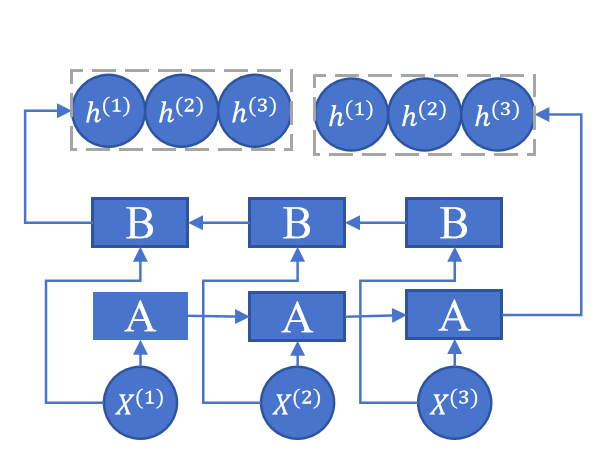 h⁽¹⁾ h⁽²⁾ h⁽³⁾ h⁽¹⁾ h⁽²⁾ h⁽³⁾
B B B
A A A
X⁽¹⁾ X⁽²⁾ X⁽³⁾